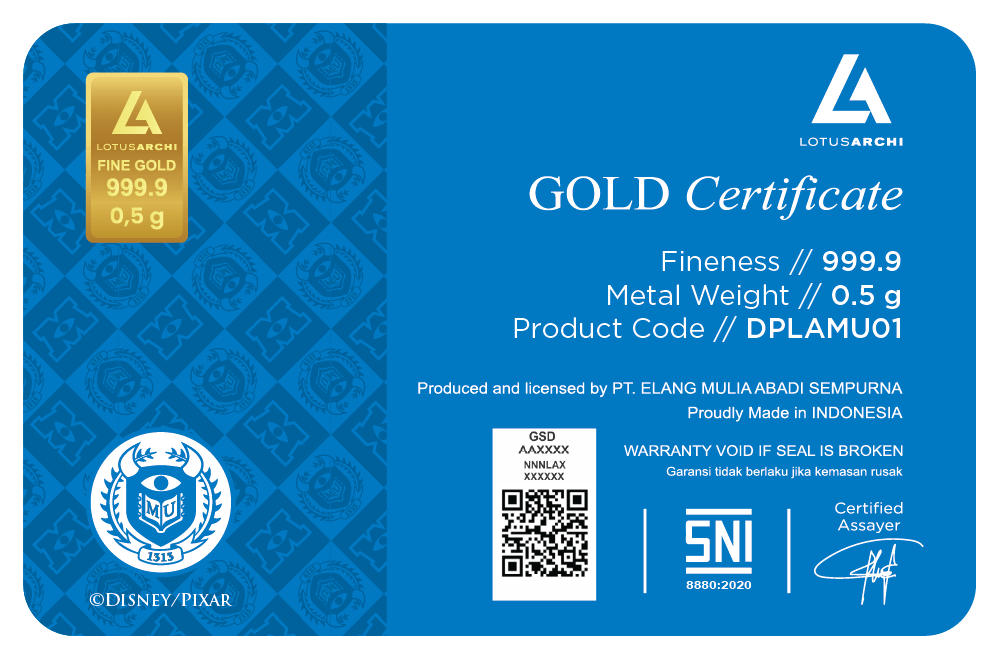 LOTUSARCHI
FINE GOLD
999.9
0,5 g
MU
1313
©DISNEY/PIXAR
LOTUSARCHI
GOLD Certificate
Fineness // 999.9
Metal Weight // 0.5 g
Product Code // DPLAMU01
Produced and licensed by PT. ELANG MULIA ABADI SEMPURNA
Proudly Made in INDONESIA
GSD
AAXXXX
NNNLAX
XXXXXX
WARRANTY VOID IF SEAL IS BROKEN
Garansi tidak berlaku jika kemasan rusak
SNI
8880:2020
Certified
Assayer